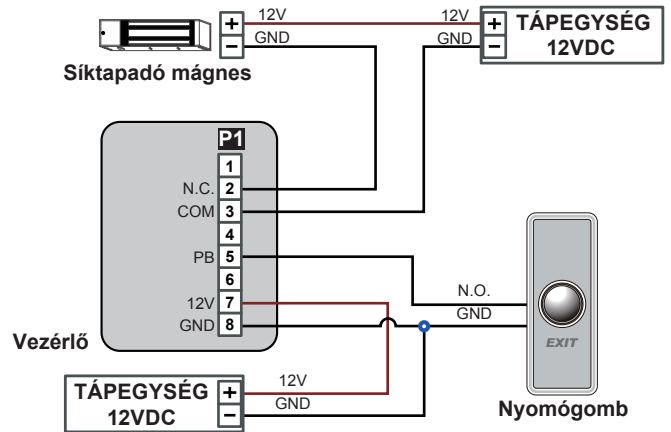 + 12V 12V + TÁPEGYSÉG
- GND GND - 12VDC
Síktapadó mágnes
P1
1
N.C. 2
COM 3
4
PB 5
6
12V 7
GND 8
Vezérlő
N.O.
GND
EXIT
Nyomógomb
TÁPEGYSÉG + 12V
12VDC - GND